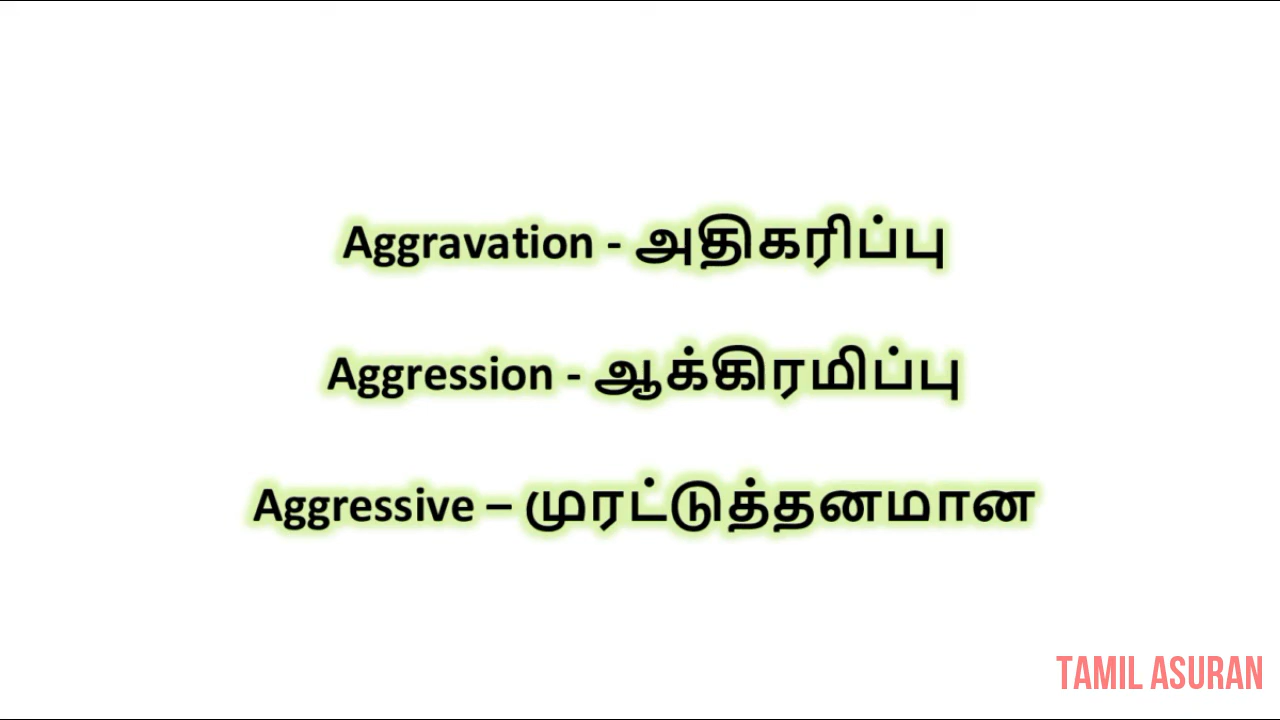 Aggravation - அதிகரிப்பு
Aggression - ஆக்கிரமிப்பு
Aggressive – முரட்டுத்தனமான
TAMIL ASURAN